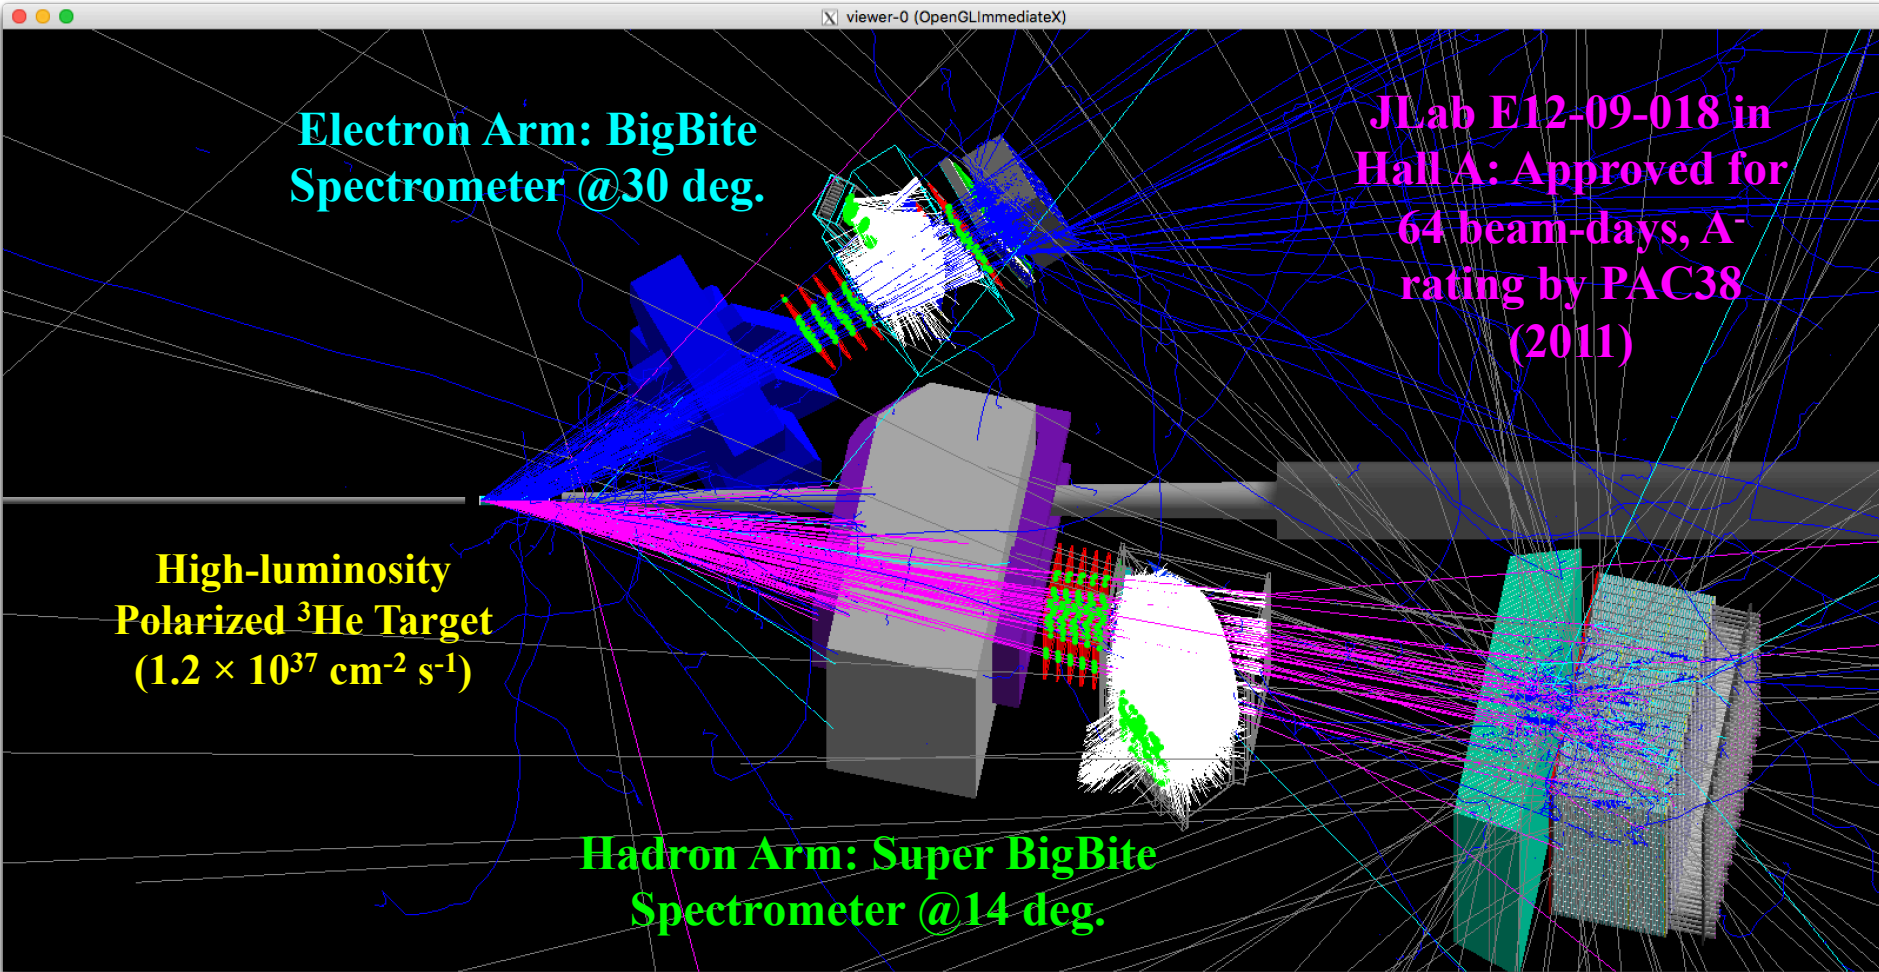 viewer-0 (OpenGLImmediateX)
Electron Arm: BigBite
Spectrometer @30 deg.
JLab E12-09-018 in
Hall A: Approved for
64 beam-days, A⁻
rating by PAC38
(2011)
High-luminosity
Polarized ³He Target
(1.2 × 10³⁷ cm⁻² s⁻¹)
Hadron Arm: Super BigBite
Spectrometer @14 deg.